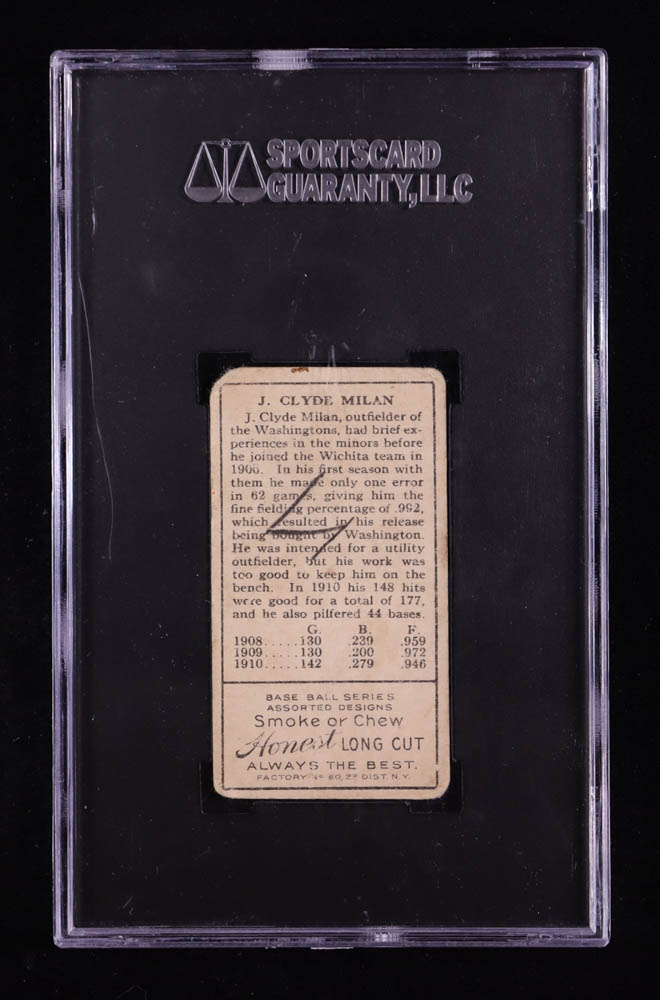 SPORTSCARD
GUARANTY, LLC
J. CLYDE MILAN
J. Clyde Milan, outfielder of
the Washingtons, had brief ex-
periences in the minors before
he joined the Wichita team in
1906. In his first season with
them he made only one error
in 62 games, giving him the
fine fielding percentage of .992,
which resulted in his release
being bought by Washington.
He was intended for a utility
outfielder, but his work was
too good to keep him on the
bench. In 1910 his 148 hits
were good for a total of 177,
and he also pilfered 44 bases.
G. B. F.
1908.....130 .239 .959
1909.....130 .200 .972
1910.....142 .279 .946
BASE BALL SERIES
ASSORTED DESIGNS
Smoke or Chew
Honest LONG CUT
ALWAYS THE BEST.
FACTORY Nº 60, 2ᴰ DIST. N.Y.
4